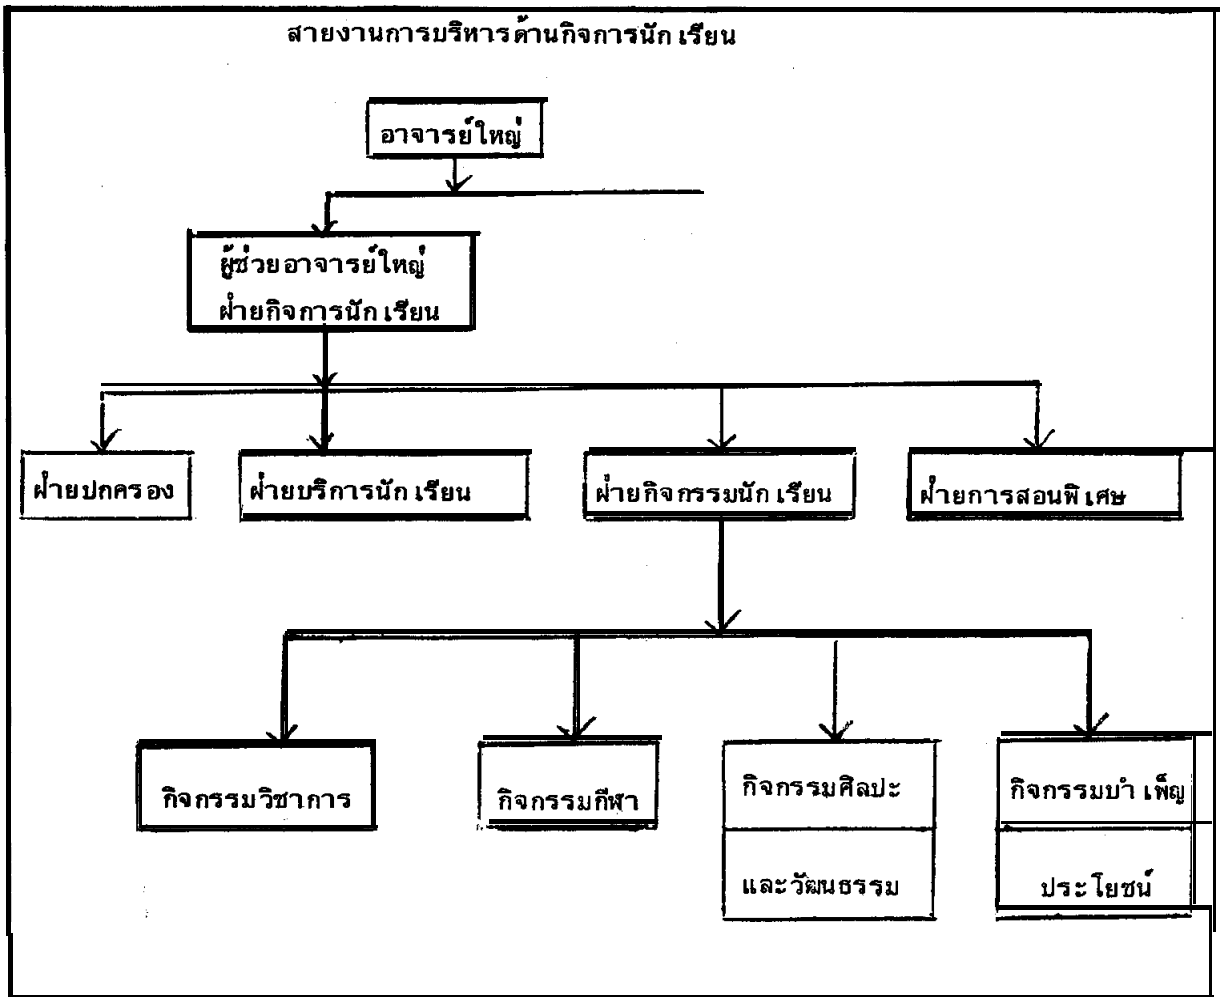 สายงานการบริหารด้านกิจการนักเรียน
อาจารย์ใหญ่
ผู้ช่วยอาจารย์ใหญ่
ฝ่ายกิจการนักเรียน
ฝ่ายปกครอง
ฝ่ายบริการนักเรียน
ฝ่ายกิจกรรมนักเรียน
ฝ่ายการสอนพิเศษ
กิจกรรมวิชาการ
กิจกรรมกีฬา
กิจกรรมศิลปะ
และวัฒนธรรม
กิจกรรมบำเพ็ญ
ประโยชน์